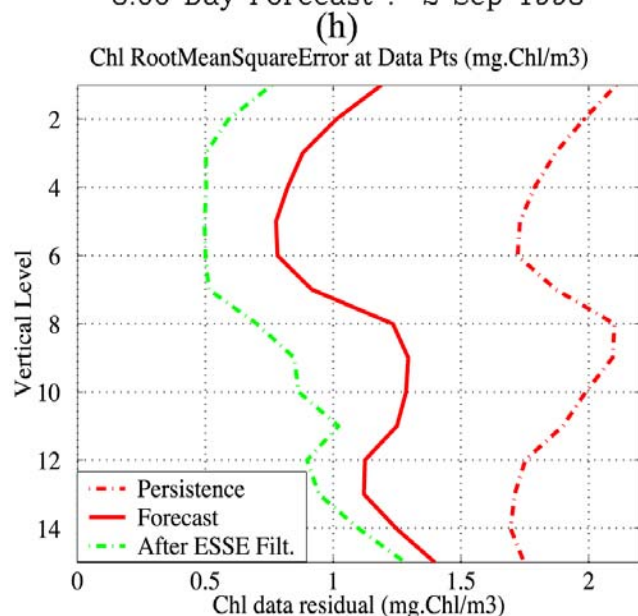 (h)
Chl RootMeanSquareError at Data Pts (mg.Chl/m3)
2
4
6
8
10
12
14
Vertical Level
Persistence
Forecast
After ESSE Filt.
0 0.5 1 1.5 2
Chl data residual (mg.Chl/m3)